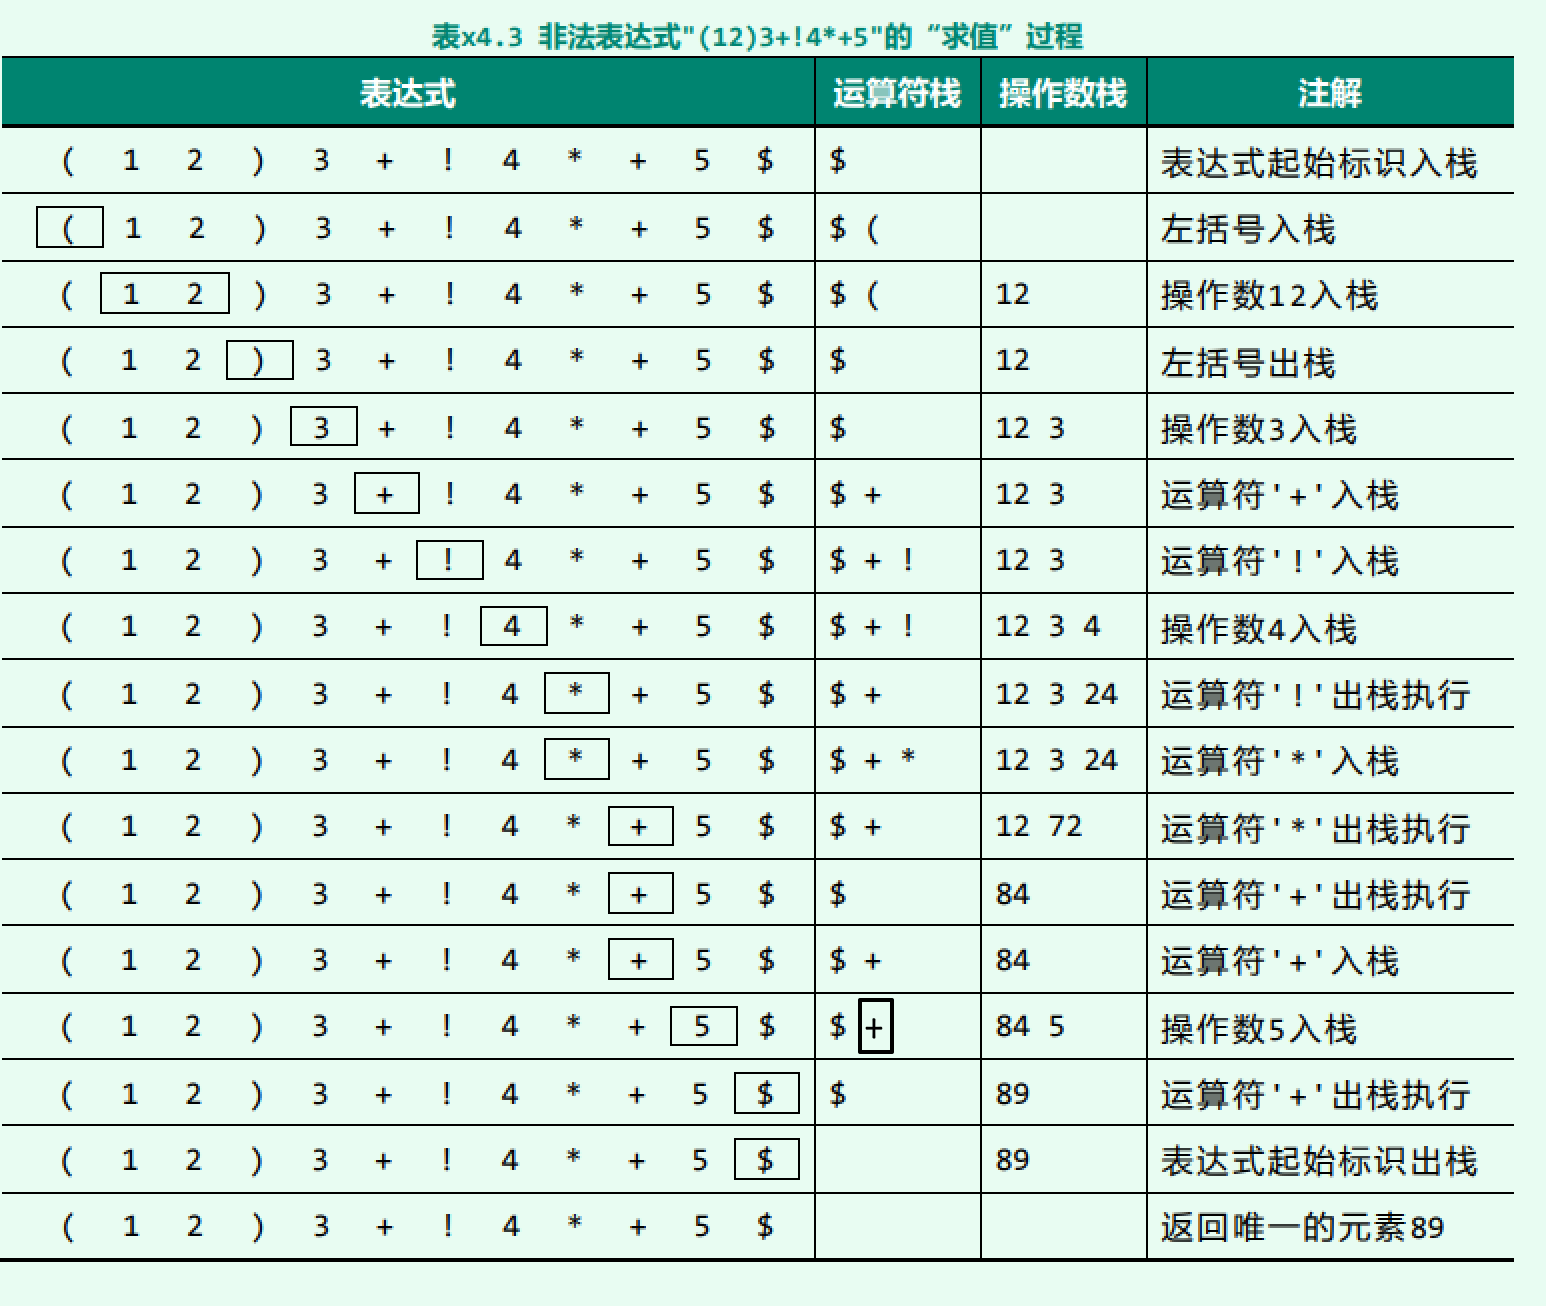 表x4.3 非法表达式"(12)3+!4*+5"的“求值”过程
表达式 运算符栈 操作数栈 注解
( 1 2 ) 3 + ! 4 * + 5 $ $ 表达式起始标识入栈
( 1 2 ) 3 + ! 4 * + 5 $ $ ( 左括号入栈
( 1 2 ) 3 + ! 4 * + 5 $ $ ( 12 操作数12入栈
( 1 2 ) 3 + ! 4 * + 5 $ $ 12 左括号出栈
( 1 2 ) 3 + ! 4 * + 5 $ $ 12 3 操作数3入栈
( 1 2 ) 3 + ! 4 * + 5 $ $ + 12 3 运算符'+'入栈
( 1 2 ) 3 + ! 4 * + 5 $ $ + ! 12 3 运算符'!'入栈
( 1 2 ) 3 + ! 4 * + 5 $ $ + ! 12 3 4 操作数4入栈
( 1 2 ) 3 + ! 4 * + 5 $ $ + 12 3 24 运算符'!'出栈执行
( 1 2 ) 3 + ! 4 * + 5 $ $ + * 12 3 24 运算符'*'入栈
( 1 2 ) 3 + ! 4 * + 5 $ $ + 12 72 运算符'*'出栈执行
( 1 2 ) 3 + ! 4 * + 5 $ $ 84 运算符'+'出栈执行
( 1 2 ) 3 + ! 4 * + 5 $ $ + 84 运算符'+'入栈
( 1 2 ) 3 + ! 4 * + 5 $ $ + 84 5 操作数5入栈
( 1 2 ) 3 + ! 4 * + 5 $ $ 89 运算符'+'出栈执行
( 1 2 ) 3 + ! 4 * + 5 $ 89 表达式起始标识出栈
( 1 2 ) 3 + ! 4 * + 5 $ 返回唯一的元素89